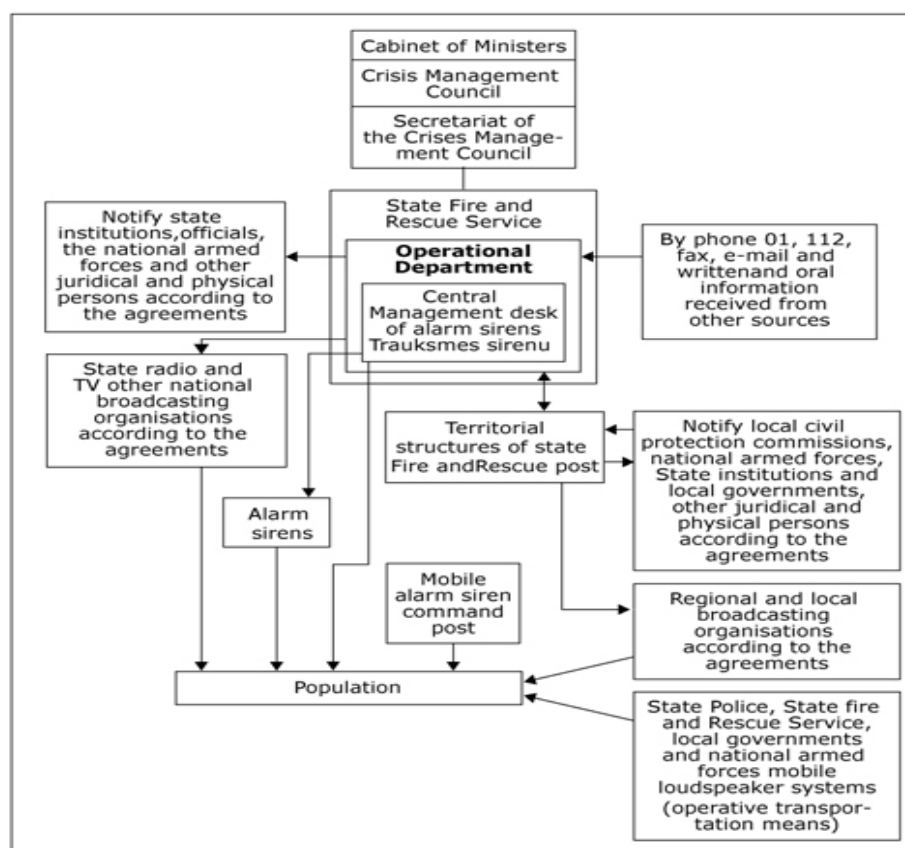 Cabinet of Ministers
Crisis Management
Council
Secretariat of
the Crises Manage-
ment Council
State Fire and
Rescue Service
Operational
Department
Central
Management desk
of alarm sirens
Trauksmes sirenu
Notify state
institutions,officials,
the national armed
forces and other
juridical and physical
persons according to
the agreements
By phone 01, 112,
fax, e-mail and
writtenand oral
information
received from
other sources
State radio and
TV other national
broadcasting
organisations
according to the
agreements
Territorial
structures of state
Fire andRescue post
Notify local civil
protection commissions,
national armed forces,
State institutions and
local governments,
other juridical and
physical persons
according to the
agreements
Alarm
sirens
Mobile
alarm siren
command
post
Regional and local
broadcasting
organisations
according to the
agreements
Population
State Police, State fire
and Rescue Service,
local governments
and national armed
forces mobile
loudspeaker systems
(operative transpor-
tation means)